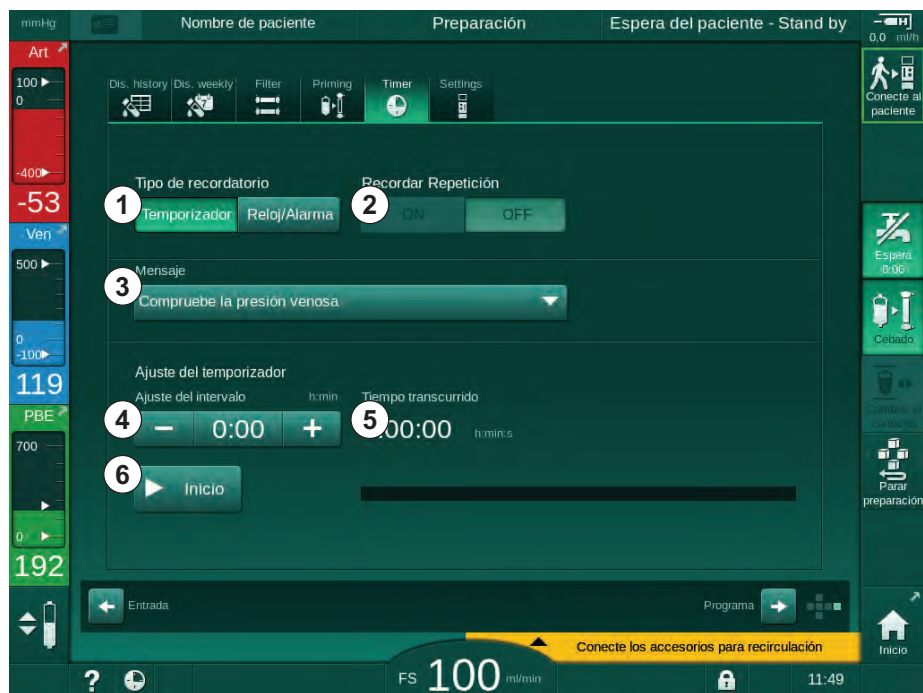 mmHg
Nombre de paciente
Preparación
Espera del paciente - Stand by
0,0 ml/h
Art
100
0
-400
-53
Ven
500
0
-100
119
PBE
700
0
192
Dis. history
Dis. weekly
Filter
Priming
Timer
Settings
Tipo de recordatorio
Recordar Repetición
1
Temporizador
Reloj/Alarma
2
ON
OFF
Mensaje
3
Compruebe la presión venosa
Ajuste del temporizador
Ajuste del intervalo
h:min
Tiempo transcurrido
4
0:00
5
:00:00
h:min:s
6
Inicio
Entrada
Programa
Conecte los accesorios para recirculación
?
FS 100 ml/min
11:49
Conecte al
paciente
Espera
0:00
Cebado
Parar
preparación
Inicio